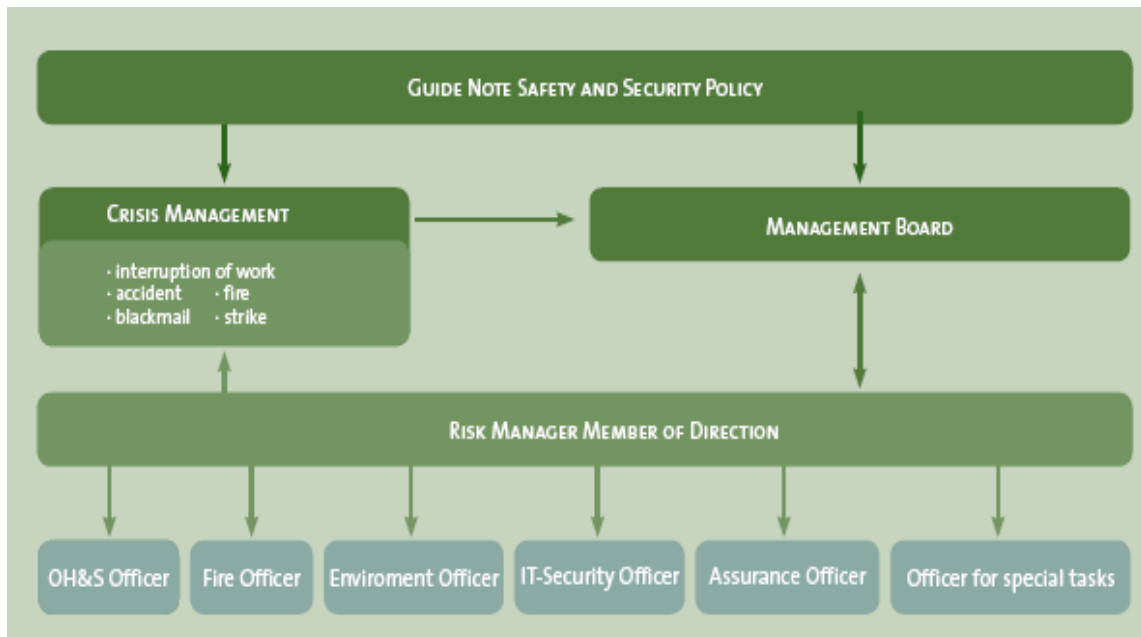 GUIDE NOTE SAFETY AND SECURITY POLICY
CRISIS MANAGEMENT
· interruption of work
· accident · fire
· blackmail · strike
MANAGEMENT BOARD
RISK MANAGER MEMBER OF DIRECTION
OH&S Officer
Fire Officer
Enviroment Officer
IT-Security Officer
Assurance Officer
Officer for special tasks